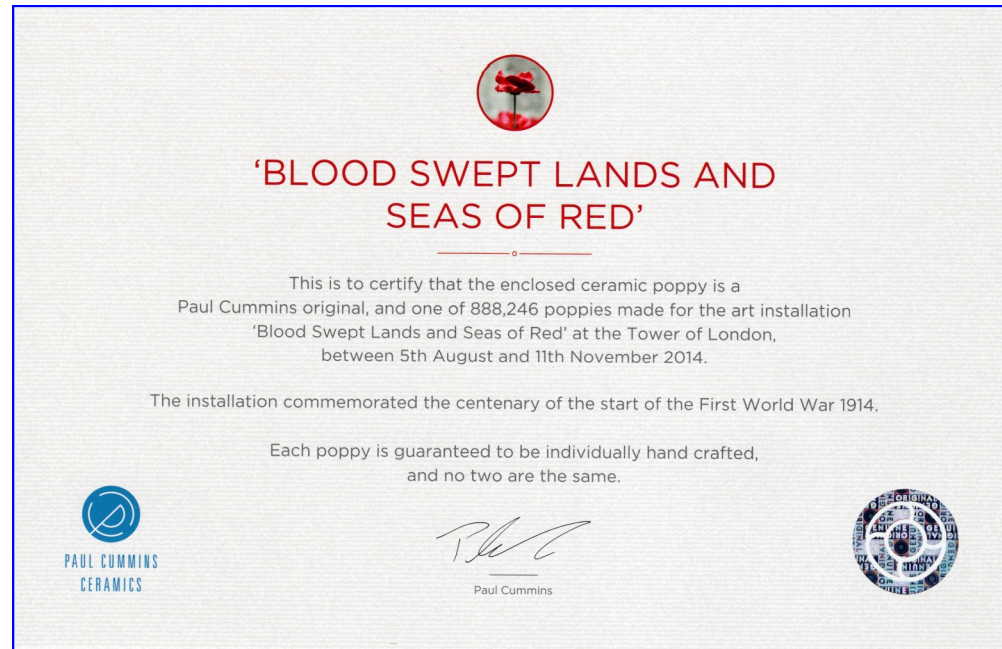 ‘BLOOD SWEPT LANDS AND
SEAS OF RED’
This is to certify that the enclosed ceramic poppy is a
Paul Cummins original, and one of 888,246 poppies made for the art installation
‘Blood Swept Lands and Seas of Red’ at the Tower of London,
between 5th August and 11th November 2014.
The installation commemorated the centenary of the start of the First World War 1914.
Each poppy is guaranteed to be individually hand crafted,
and no two are the same.
PAUL CUMMINS
CERAMICS
Paul Cummins
ORIGINAL
GENUINE